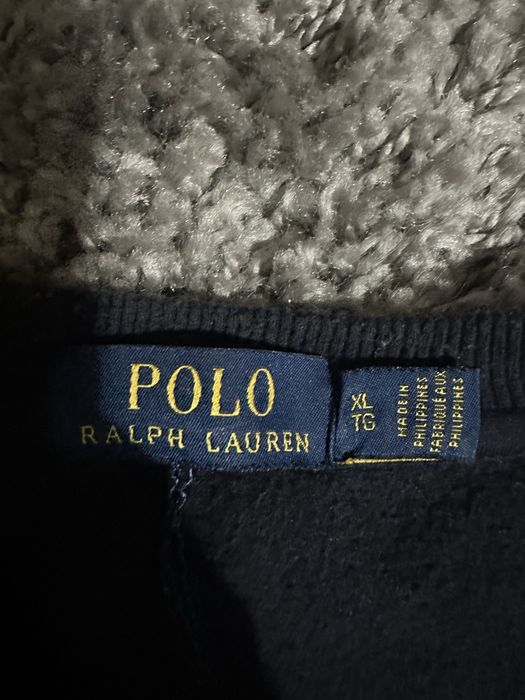 POLO
RALPH LAUREN
XL
TG
MADE IN
PHILIPPINES
FABRIQUÉ AUX
PHILIPPINES